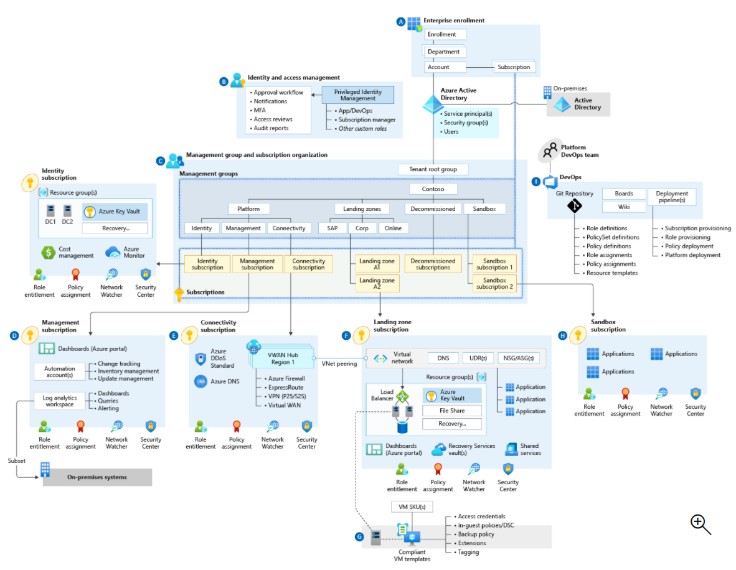 A
Enterprise enrollment
Enrollment
Department
Account
Subscription
B
Identity and access management
• Approval workflow
• Notifications
• MFA
• Access reviews
• Audit reports
Privileged Identity
Management
• App/DevOps
• Subscription manager
• Other custom roles
Azure Active
Directory
• Service principal(s)
• Security group(s)
• Users
On-premises
Active
Directory
Platform
DevOps team
C
Management group and subscription organization
Management groups
Tenant root group
Contoso
Platform
Landing zones
Decommissioned
Sandbox
Identity
Management
Connectivity
SAP
Corp
Online
Identity
subscription
Management
subscription
Connectivity
subscription
Landing zone
A1
Landing zone
A2
Decommissioned
subscriptions
Sandbox
subscription 1
Sandbox
subscription 2
Subscriptions
Identity
subscription
Resource group(s)
DC1
DC2
Azure Key Vault
Recovery...
Cost
management
Azure
Monitor
Role
entitlement
Policy
assignment
Network
Watcher
Security
Center
I
DevOps
Git Repository
Boards
Wiki
Deployment
pipeline(s)
• Role definitions
• PolicySet definitions
• Policy definitions
• Role assignments
• Policy assignments
• Resource templates
• Subscription provisioning
• Role provisioning
• Policy deployment
• Platform deployment
D
Management
subscription
Dashboards (Azure portal)
Automation
account(s)
• Change tracking
• Inventory management
• Update management
Log analytics
workspace
• Dashboards
• Queries
• Alerting
Role
entitlement
Policy
assignment
Network
Watcher
Security
Center
Subset
On-premises systems
E
Connectivity
subscription
Azure
DDoS
Standard
Azure DNS
DNS
VWAN Hub
Region 1
• Azure Firewall
• ExpressRoute
• VPN (P2S/S2S)
• Virtual WAN
Role
entitlement
Policy
assignment
Network
Watcher
Security
Center
VNet peering
F
Landing zone
subscription
Virtual
network
DNS
UDR(s)
NSG/ASG(s)
Resource group(s)
Load
Balancer
Azure
Key Vault
File Share
Recovery...
• Application
• Application
• Application
Dashboards
(Azure portal)
Recovery Services
vault(s)
Shared
services
Role
entitlement
Policy
assignment
Network
Watcher
Security
Center
G
VM SKU(s)
Compliant
VM templates
• Access credentials
• In-guest policies/DSC
• Backup policy
• Extensions
• Tagging
H
Sandbox
subscription
Applications
Applications
Applications
Role
entitlement
Policy
assignment
Network
Watcher
Security
Center